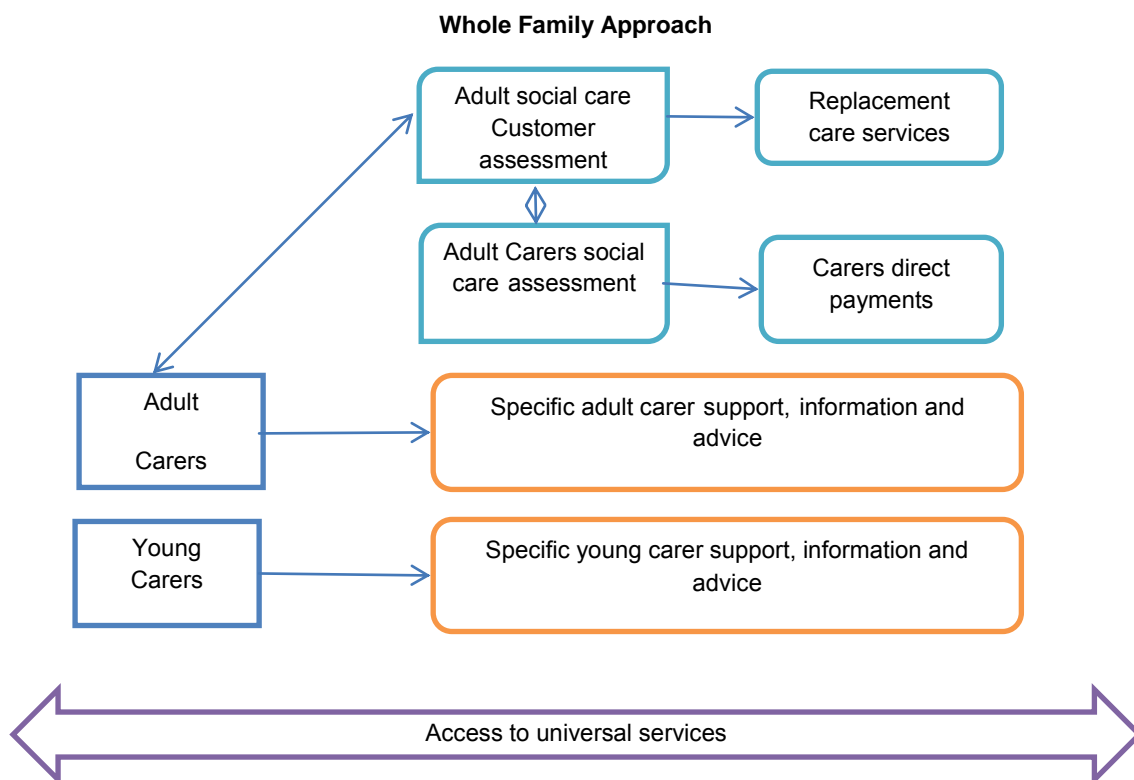 Whole Family Approach
Adult social care
Customer
assessment
Replacement
care services
Adult Carers social
care assessment
Carers direct
payments
Adult
Carers
Specific adult carer support, information and
advice
Young
Carers
Specific young carer support, information and
advice
Access to universal services